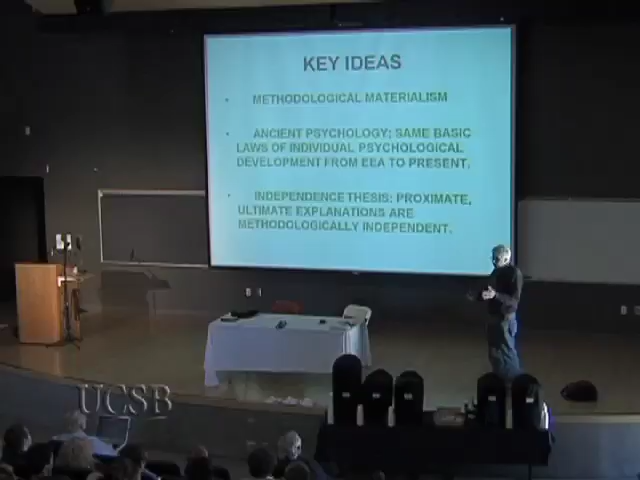 KEY IDEAS
• METHODOLOGICAL MATERIALISM
• ANCIENT PSYCHOLOGY: SAME BASIC
LAWS OF INDIVIDUAL PSYCHOLOGICAL
DEVELOPMENT FROM EEA TO PRESENT.
• INDEPENDENCE THESIS: PROXIMATE,
ULTIMATE EXPLANATIONS ARE
METHODOLOGICALLY INDEPENDENT.
UCSB